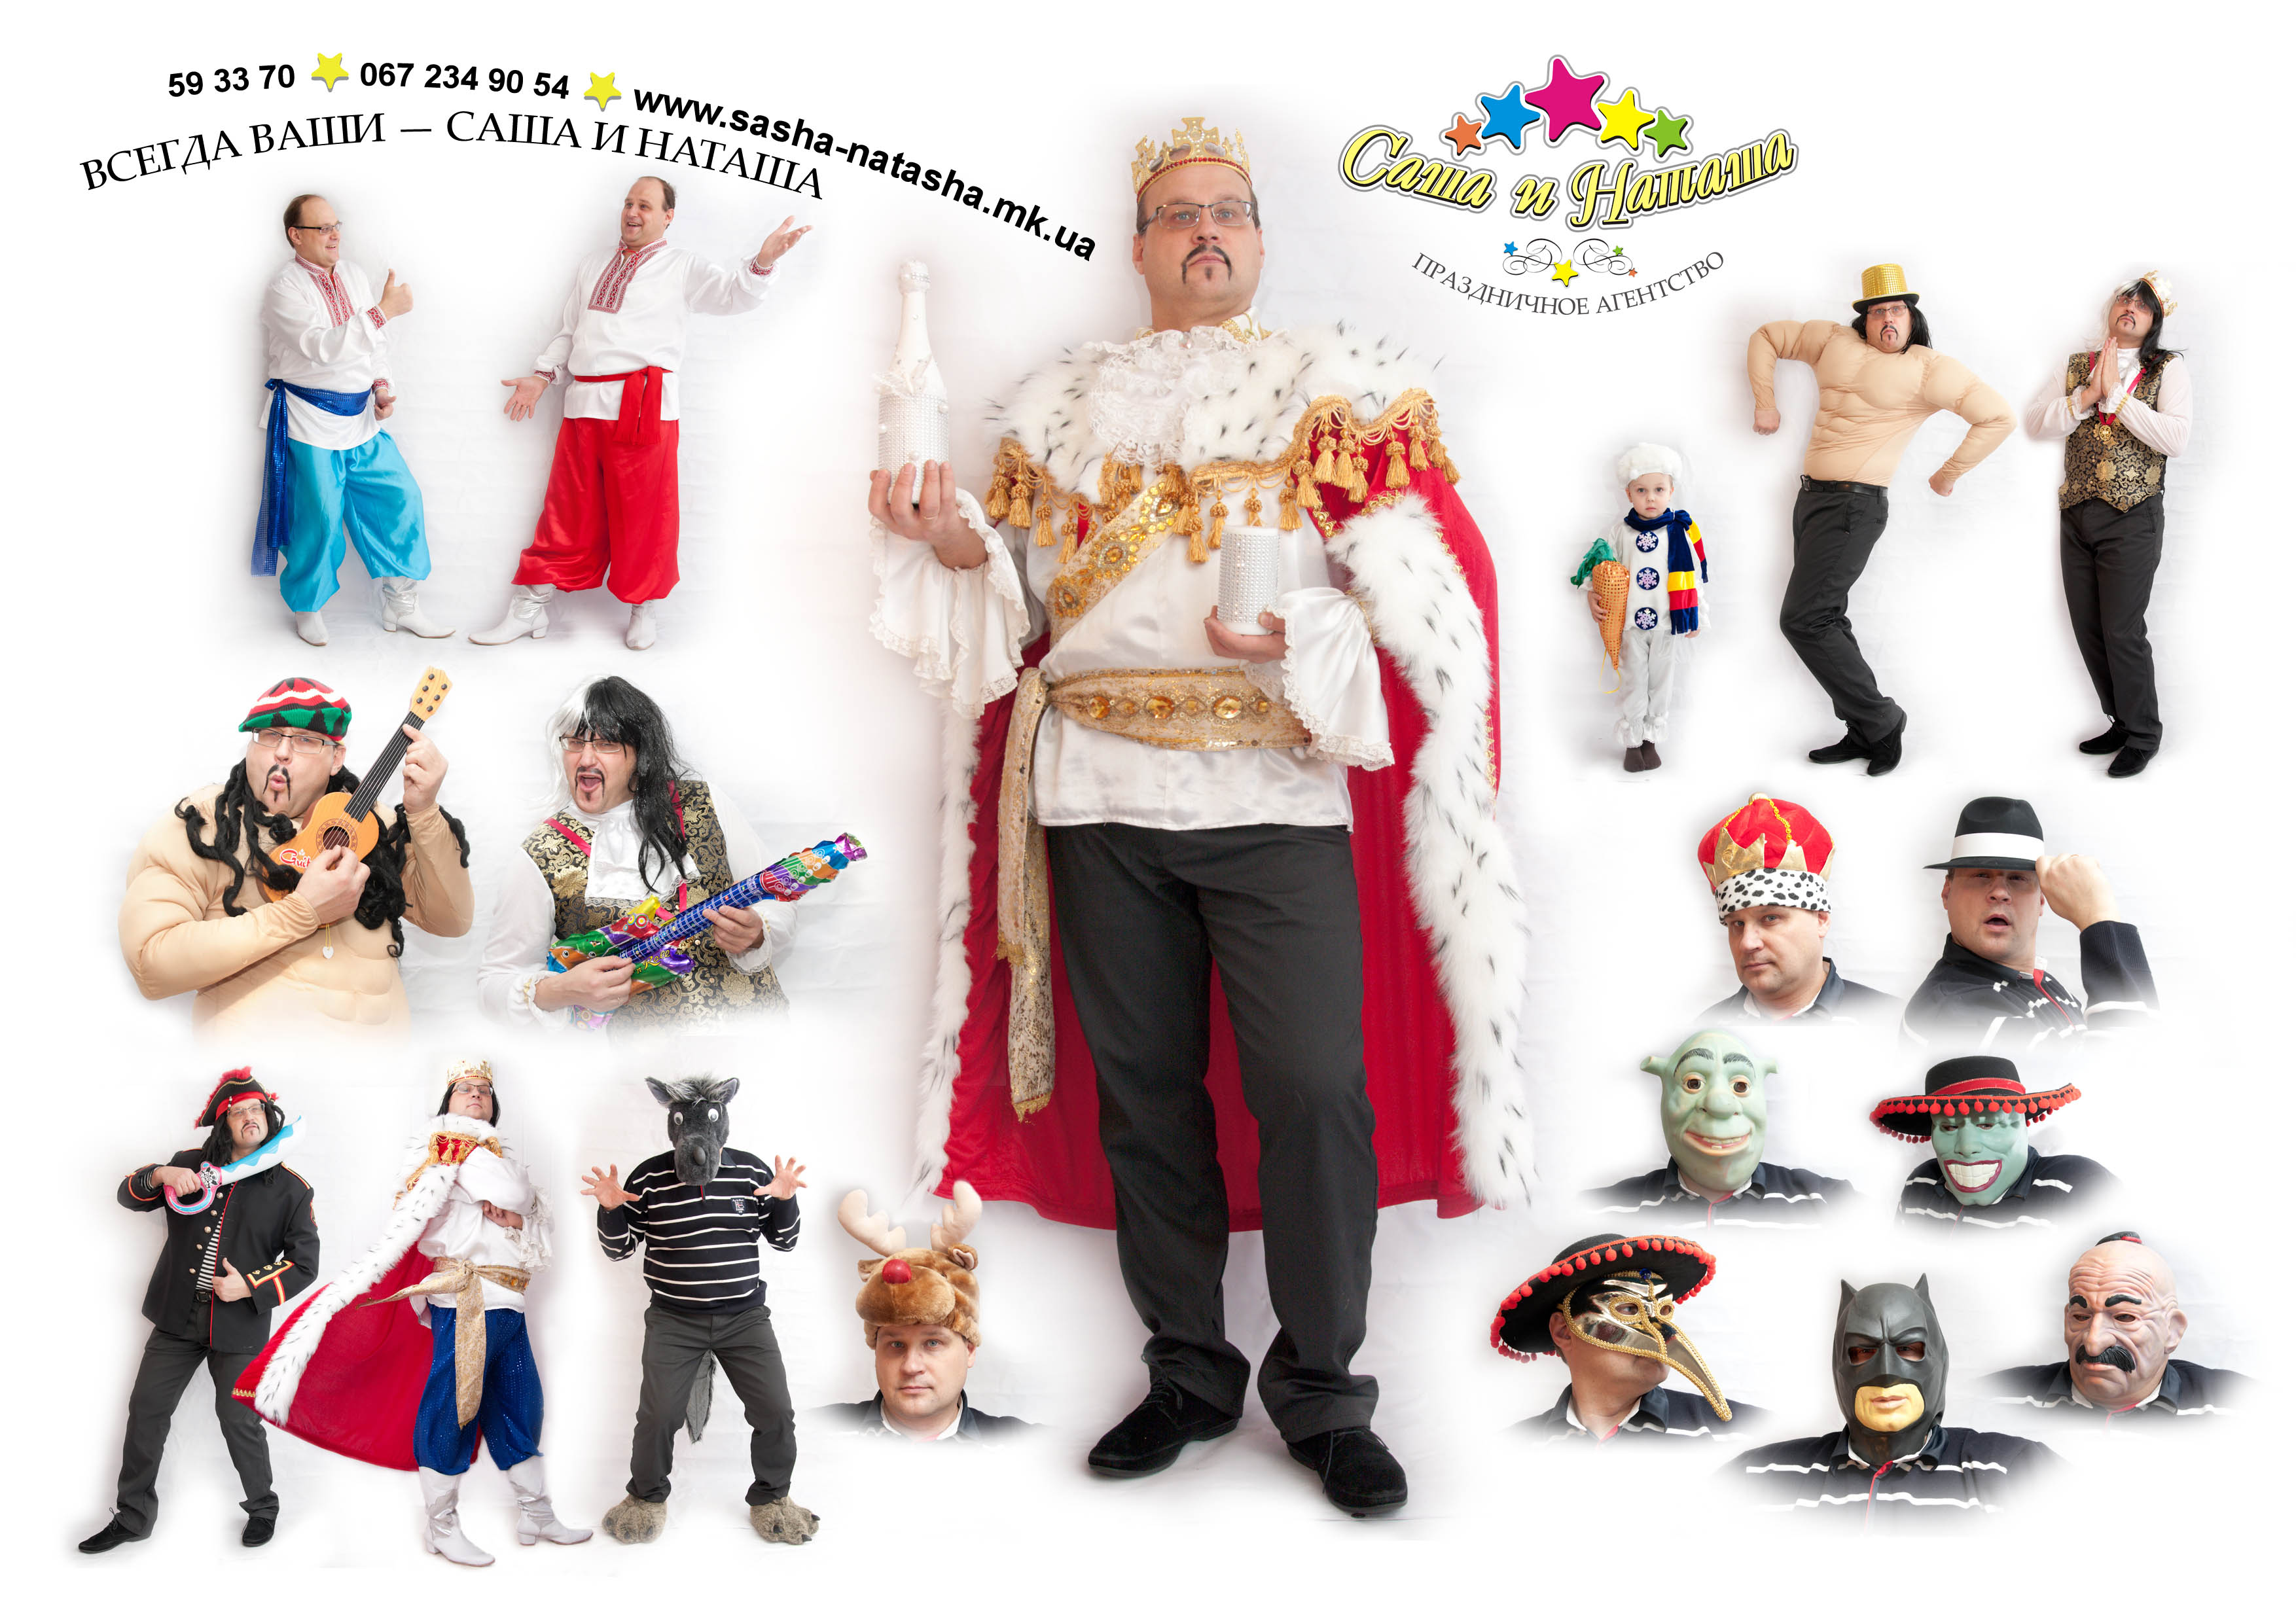 59 33 70 067 234 90 54 www.sasha-natasha.mk.ua
ВСЕГДА ВАШИ — САША И НАТАША
Саша и Наташа
ПРАЗДНИЧНОЕ АГЕНТСТВО